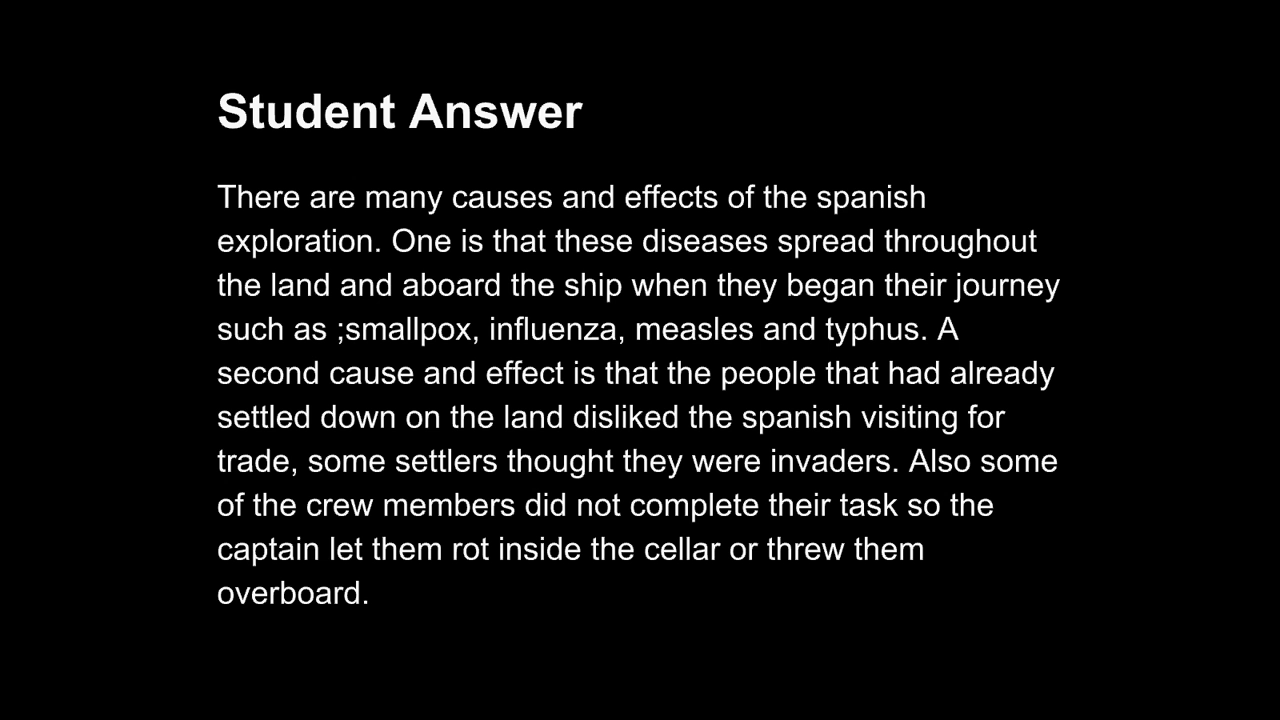 Student Answer
There are many causes and effects of the spanish
exploration. One is that these diseases spread throughout
the land and aboard the ship when they began their journey
such as ;smallpox, influenza, measles and typhus. A
second cause and effect is that the people that had already
settled down on the land disliked the spanish visiting for
trade, some settlers thought they were invaders. Also some
of the crew members did not complete their task so the
captain let them rot inside the cellar or threw them
overboard.